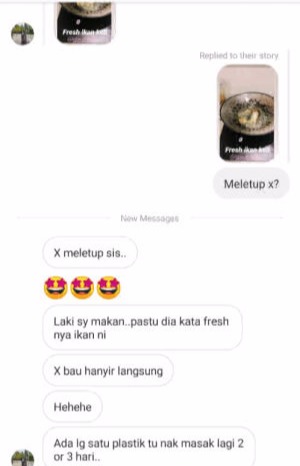 Fresh ikan
Replied to their story
Fresh ikan
Meletup x?
New Messages
X meletup sis..
Laki sy makan..pastu dia kata fresh
nya ikan ni
X bau hanyir langsung
Hehehe
Ada lg satu plastik tu nak masak lagi 2
or 3 hari..